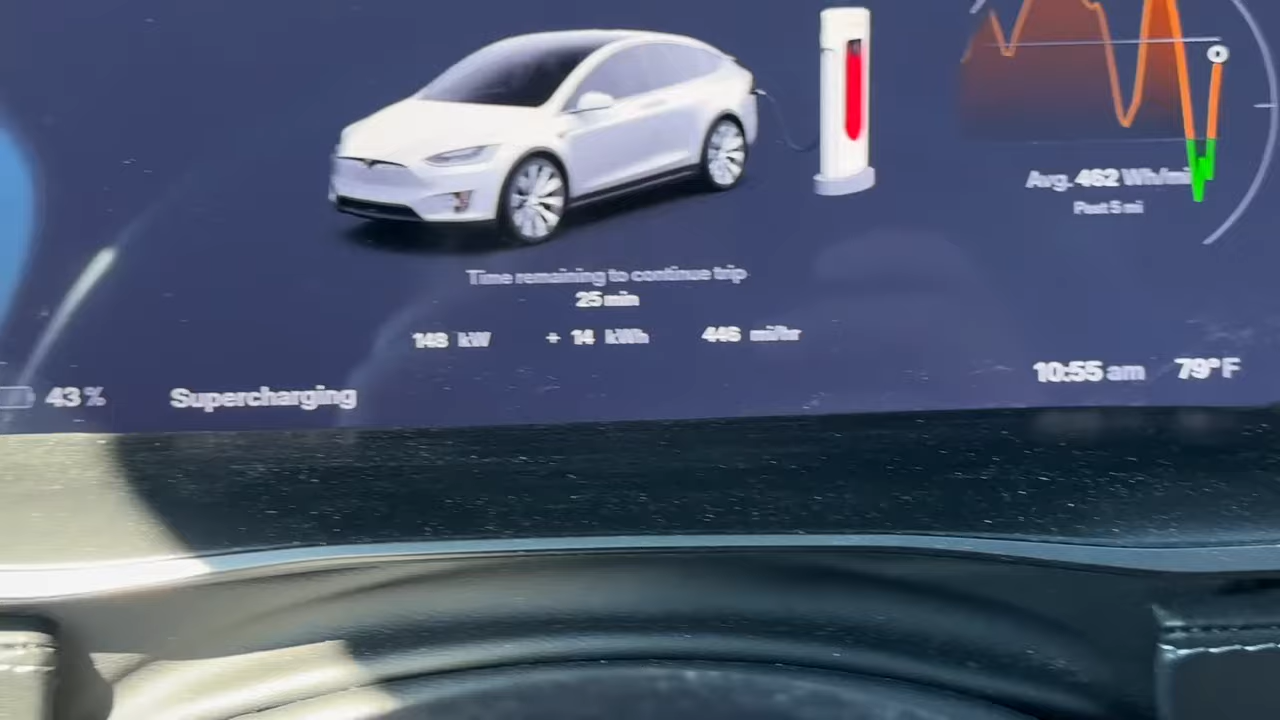 Avg. 462 Wh/mi
Past 5 mi
Time remaining to continue trip
25 min
148 kW + 14 kWh 446 mi/hr
10:55 am 79°F
43 % Supercharging